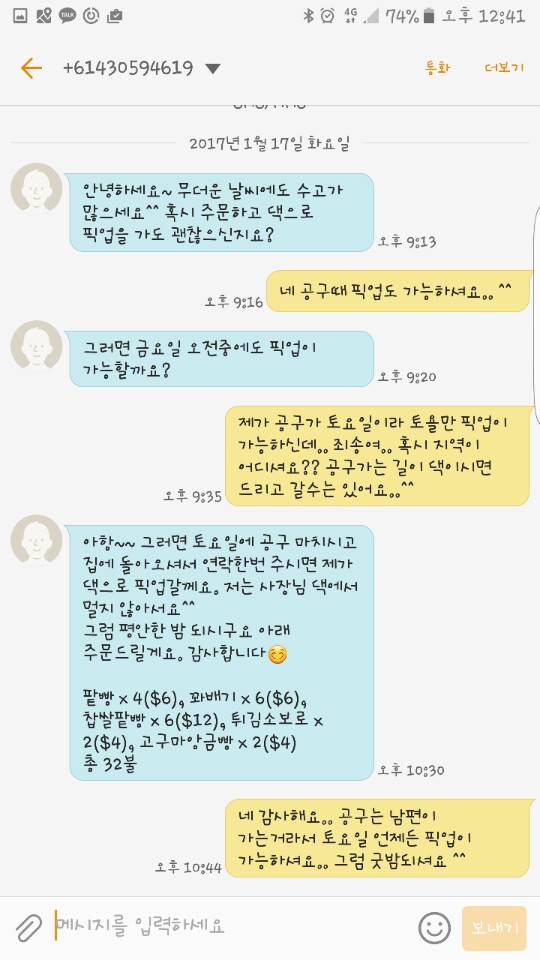 TALK 4G 74% 오후 12:41
+61430594619 통화 더보기
2017년 1월 17일 화요일
안녕하세요~ 무더운 날씨에도 수고가
많으세요^^ 혹시 주문하고 댁으로
픽업을 가도 괜찮으신지요?
오후 9:13
네 공구때 픽업도 가능하셔요.. ^^
오후 9:16
그러면 금요일 오전중에도 픽업이
가능할까요?
오후 9:20
제가 공구가 토요일이라 토욜만 픽업이
가능하신데.. 죄송여.. 혹시 지역이
어디셔요?? 공구가는 길이 댁이시면
드리고 갈수는 있어요..^^
오후 9:35
아항~~ 그러면 토요일에 공구 마치시고
집에 돌아오셔서 연락한번 주시면 제가
댁으로 픽업갈께요. 저는 사장님 댁에서
멀지 않아서요^^
그럼 평안한 밤 되시구요 아래
주문드릴게요. 감사합니다😊
팥빵 x 4($6), 꽈배기 x 6($6),
찹쌀팥빵 x 6($12), 튀김소보로 x
2($4), 고구마앙금빵 x 2($4)
총 32불
오후 10:30
네 감사해요.. 공구는 남편이
가는거라서 토요일 언제든 픽업이
가능하셔요.. 그럼 굿밤되셔요 ^^
오후 10:44
메시지를 입력하세요
보내기